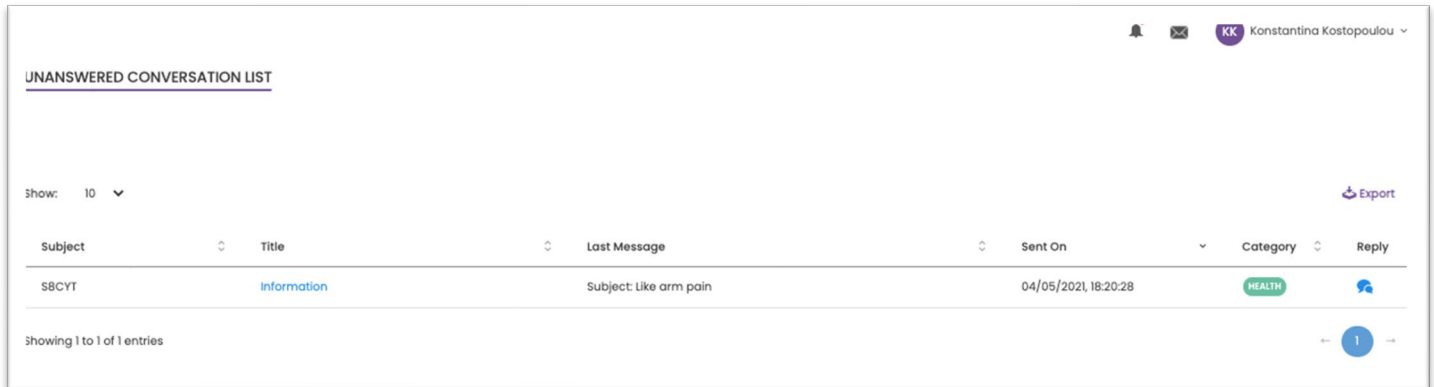 KK Konstantina Kostopoulou
UNANSWERED CONVERSATION LIST
Show: 10
Export
Subject Title Last Message Sent On Category Reply
S8CYT Information Subject: Like arm pain 04/05/2021, 18:20:28 HEALTH
Showing 1 to 1 of 1 entries
← 1 →